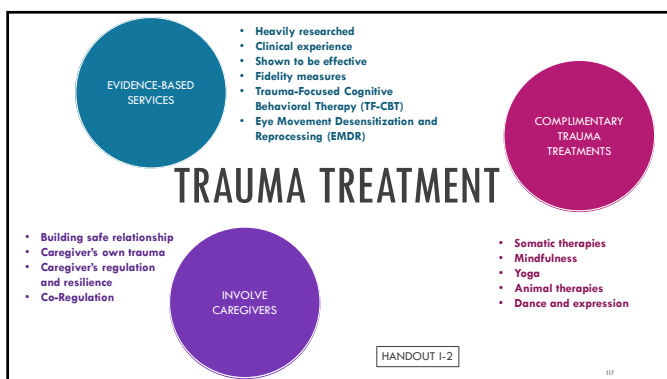 EVIDENCE-BASED
SERVICES
• Heavily researched
• Clinical experience
• Shown to be effective
• Fidelity measures
• Trauma-Focused Cognitive
Behavioral Therapy (TF-CBT)
• Eye Movement Desensitization and
Reprocessing (EMDR)
COMPLIMENTARY
TRAUMA
TREATMENTS
TRAUMA TREATMENT
• Building safe relationship
• Caregiver's own trauma
• Caregiver's regulation
and resilience
• Co-Regulation
INVOLVE
CAREGIVERS
• Somatic therapies
• Mindfulness
• Yoga
• Animal therapies
• Dance and expression
HANDOUT I-2
117